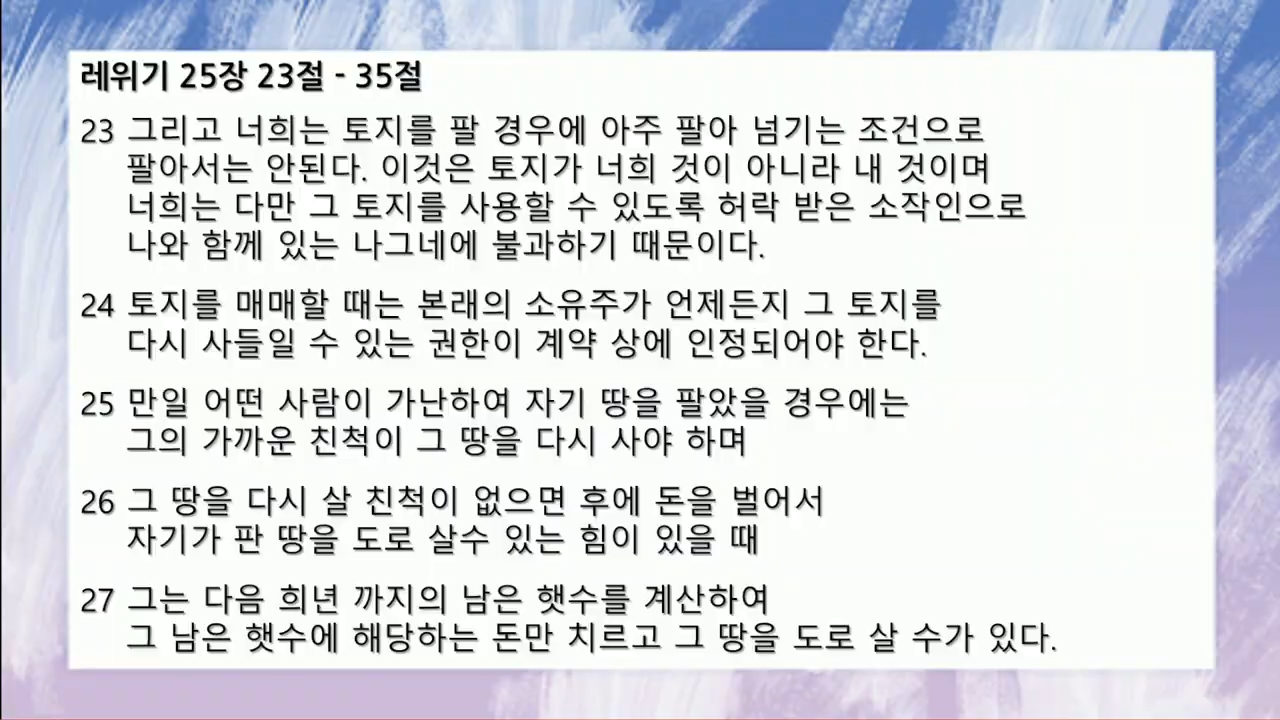 레위기 25장 23절 - 35절
23 그리고 너희는 토지를 팔 경우에 아주 팔아 넘기는 조건으로
팔아서는 안된다. 이것은 토지가 너희 것이 아니라 내 것이며
너희는 다만 그 토지를 사용할 수 있도록 허락 받은 소작인으로
나와 함께 있는 나그네에 불과하기 때문이다.
24 토지를 매매할 때는 본래의 소유주가 언제든지 그 토지를
다시 사들일 수 있는 권한이 계약 상에 인정되어야 한다.
25 만일 어떤 사람이 가난하여 자기 땅을 팔았을 경우에는
그의 가까운 친척이 그 땅을 다시 사야 하며
26 그 땅을 다시 살 친척이 없으면 후에 돈을 벌어서
자기가 판 땅을 도로 살수 있는 힘이 있을 때
27 그는 다음 희년 까지의 남은 햇수를 계산하여
그 남은 햇수에 해당하는 돈만 치르고 그 땅을 도로 살 수가 있다.